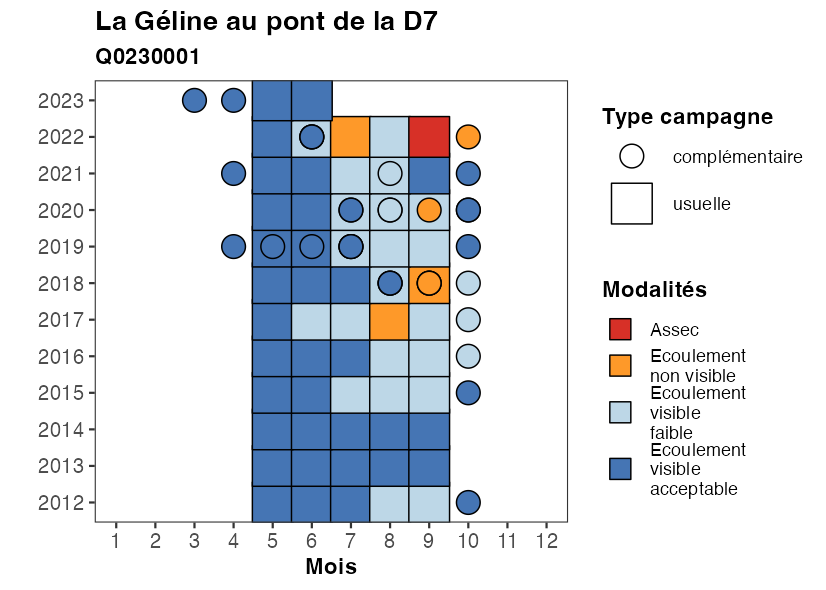 La Géline au pont de la D7
Q0230001
2023
2022
2021
2020
2019
2018
2017
2016
2015
2014
2013
2012
1 2 3 4 5 6 7 8 9 10 11 12
Mois
Type campagne
complémentaire
usuelle
Modalités
Assec
Ecoulement
non visible
Ecoulement
visible
faible
Ecoulement
visible
acceptable